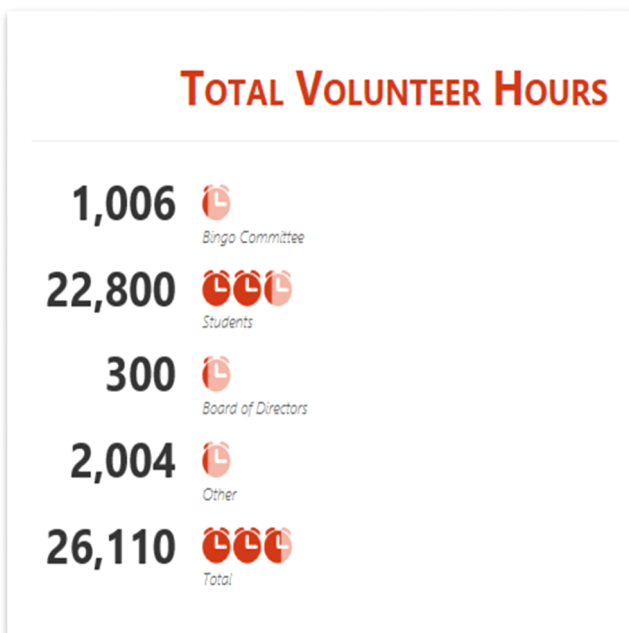 Total Volunteer Hours
1,006
Bingo Committee
22,800
Students
300
Board of Directors
2,004
Other
26,110
Total